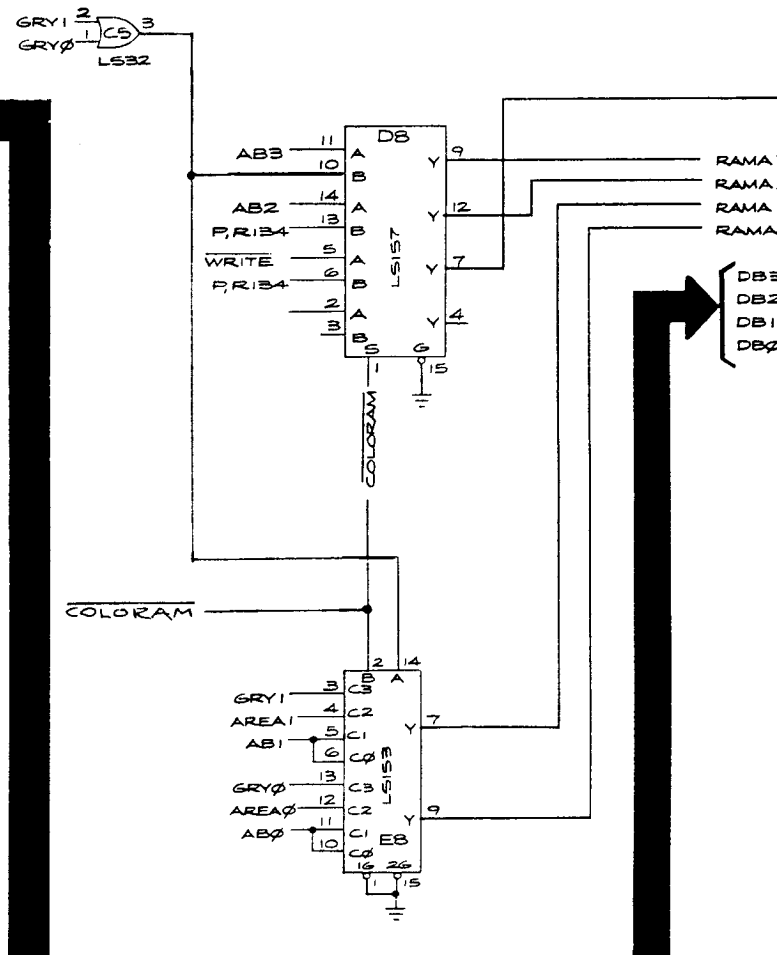 GRY1 2
GRYØ 1
C5
3
LS32
D8
AB3 11 A Y 9
10 B
AB2 14 A Y 12
P,R134 13 B
WRITE 5 A Y 7
P,R134 6 B
2 A Y 4
3 B
LS157
S G
1 15
COLORAM
RAMA
RAMA
RAMA
RAMA
DB3
DB2
DB1
DBØ
COLORAM
2 14
B A
GRY1 3 C3
AREA1 4 C2 Y 7
AB1 5 C1
6 CØ
LS153
GRYØ 13 C3
AREAØ 12 C2 Y 9
ABØ 11 C1
10 CØ
E8
1G 2G
1 15